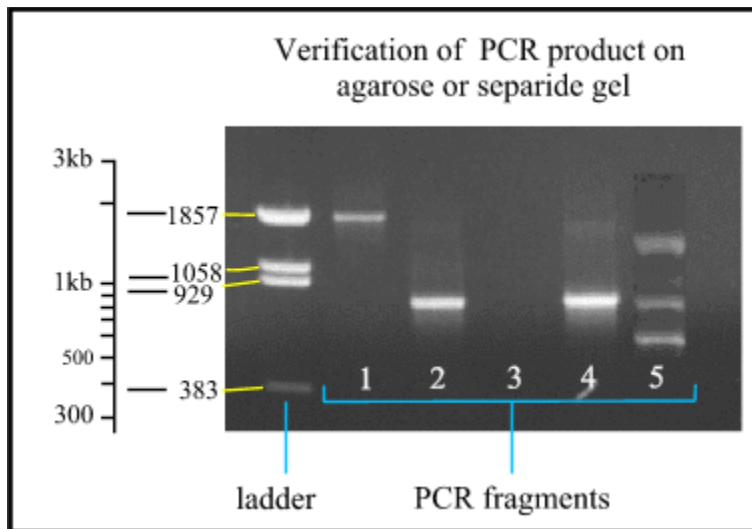 Verification of PCR product on
agarose or separide gel
3kb
1857
1058
1kb
929
500
383
300
1 2 3 4 5
ladder
PCR fragments